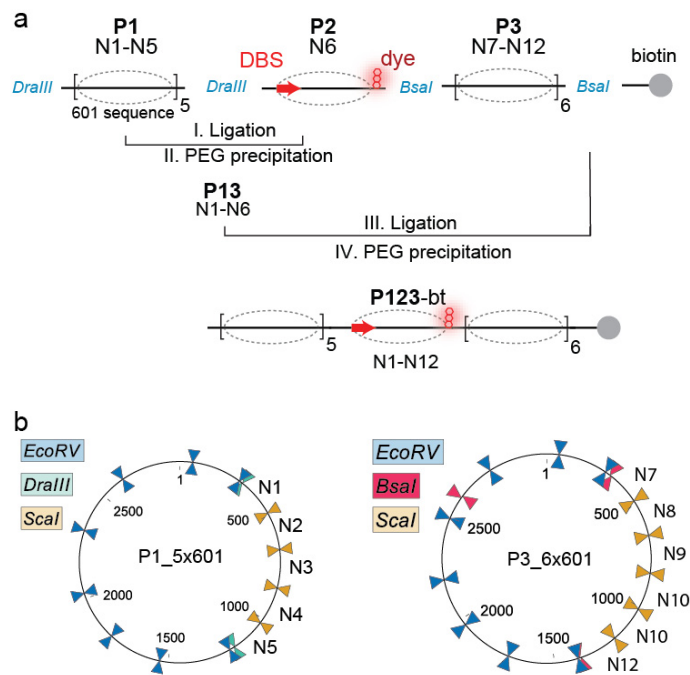 a
P1
N1-N5
P2
N6
P3
N7-N12
DBS
dye
biotin
DraIII
DraIII
BsaI
BsaI
5
6
601 sequence
I. Ligation
II. PEG precipitation
P13
N1-N6
III. Ligation
IV. PEG precipitation
P123-bt
5
6
N1-N12
b
EcoRV
DraIII
ScaI
1
N1
500
N2
N3
N4
1000
N5
1500
2000
2500
P1_5x601
EcoRV
BsaI
ScaI
1
N7
500
N8
N9
N10
1000
N10
N12
1500
2000
2500
P3_6x601